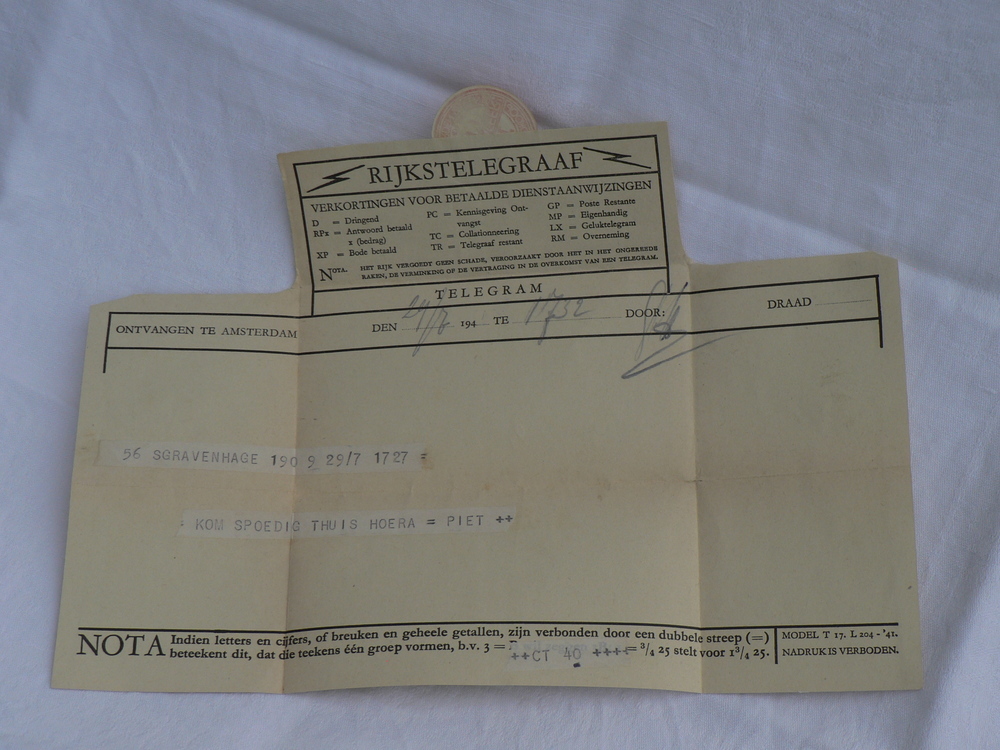 RIJKSTELEGRAAF
VERKORTINGEN VOOR BETAALDE DIENSTAANWIJZINGEN
D = Dringend
RPx = Antwoord betaald
x (bedrag)
XP = Bode betaald
PC = Kennisgeving Ont-
vangst
TC = Collationneering
TR = Telegraaf restant
GP = Poste Restante
MP = Eigenhandig
LX = Geluktelegram
RM = Overneming
NOTA. HET RIJK VERGOEDT GEEN SCHADE, VEROORZAAKT DOOR HET IN HET ONGEREEDE
RAKEN, DE VERMINKING OF DE VERTRAGING IN DE OVERKOMST VAN EEN TELEGRAM.
TELEGRAM
ONTVANGEN TE AMSTERDAM DEN 29/7 194 TE 1732 DOOR: DRAAD
56 SGRAVENHAGE 190 9 29/7 1727 =
= KOM SPOEDIG THUIS HOERA = PIET ++
NOTA Indien letters en cijfers, of breuken en geheele getallen, zijn verbonden door een dubbele streep (=)
beteekent dit, dat die teekens één groep vormen, b.v. 3 = ++CT 40 ++++= 3/4 25 stelt voor 1 3/4 25.
MODEL T 17. L 204 - '41.
NADRUK IS VERBODEN.